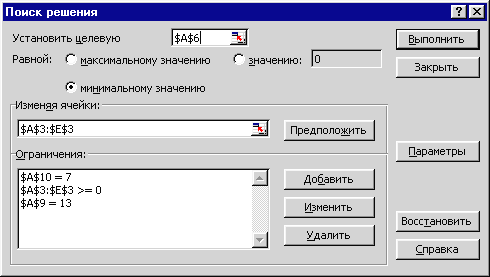 Поиск решения
Установить целевую $A$6
Выполнить
Равной: максимальному значению значению: 0
Закрыть
минимальному значению
Изменяя ячейки:
$A$3:$E$3
Предположить
Параметры
Ограничения:
$A$10 = 7
$A$3:$E$3 >= 0
$A$9 = 13
Добавить
Изменить
Удалить
Восстановить
Справка